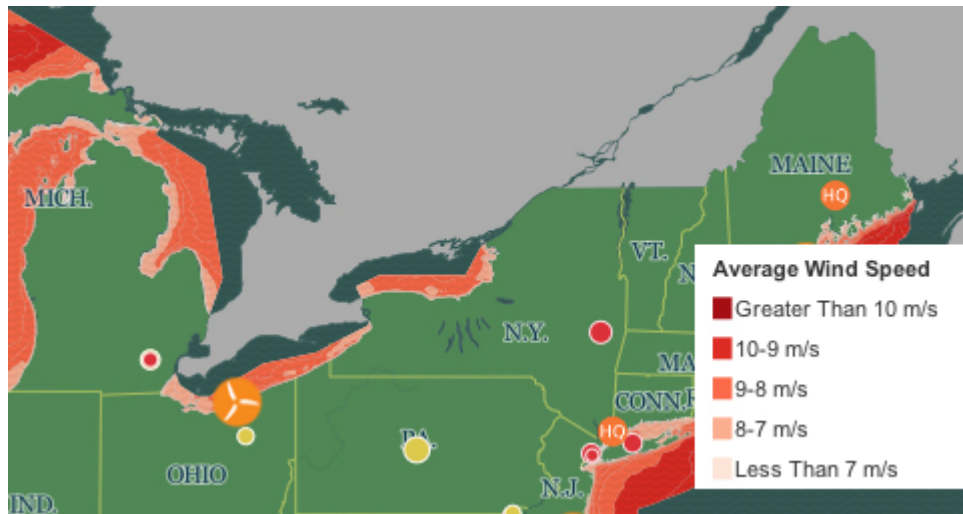 MAINE
HQ
MICH.
VT.
N
Average Wind Speed
Greater Than 10 m/s
10-9 m/s
9-8 m/s
8-7 m/s
Less Than 7 m/s
N.Y.
MA
CONN.
HQ
PA.
OHIO
N.J.
IND.